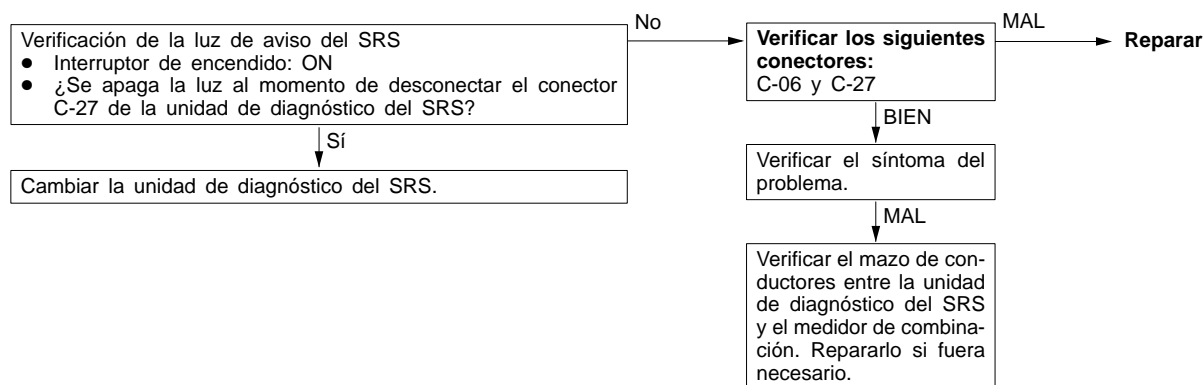 Verificación de la luz de aviso del SRS
● Interruptor de encendido: ON
● ¿Se apaga la luz al momento de desconectar el conector
C-27 de la unidad de diagnóstico del SRS?
No
Sí
Cambiar la unidad de diagnóstico del SRS.
Verificar los siguientes
conectores:
C-06 y C-27
MAL
Reparar
BIEN
Verificar el síntoma del
problema.
MAL
Verificar el mazo de con-
ductores entre la unidad
de diagnóstico del SRS
y el medidor de combina-
ción. Repararlo si fuera
necesario.